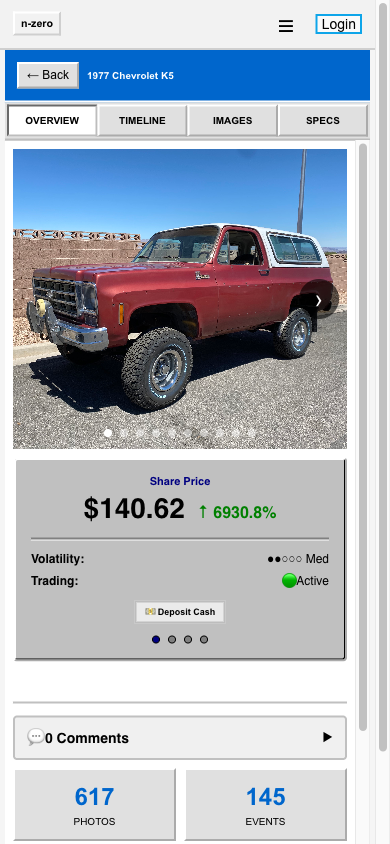 n-zero
Login
← Back
1977 Chevrolet K5
OVERVIEW
TIMELINE
IMAGES
SPECS
Share Price
$140.62 ↑ 6930.8%
Volatility: ●●○○○ Med
Trading: Active
Deposit Cash
0 Comments
617
PHOTOS
145
EVENTS